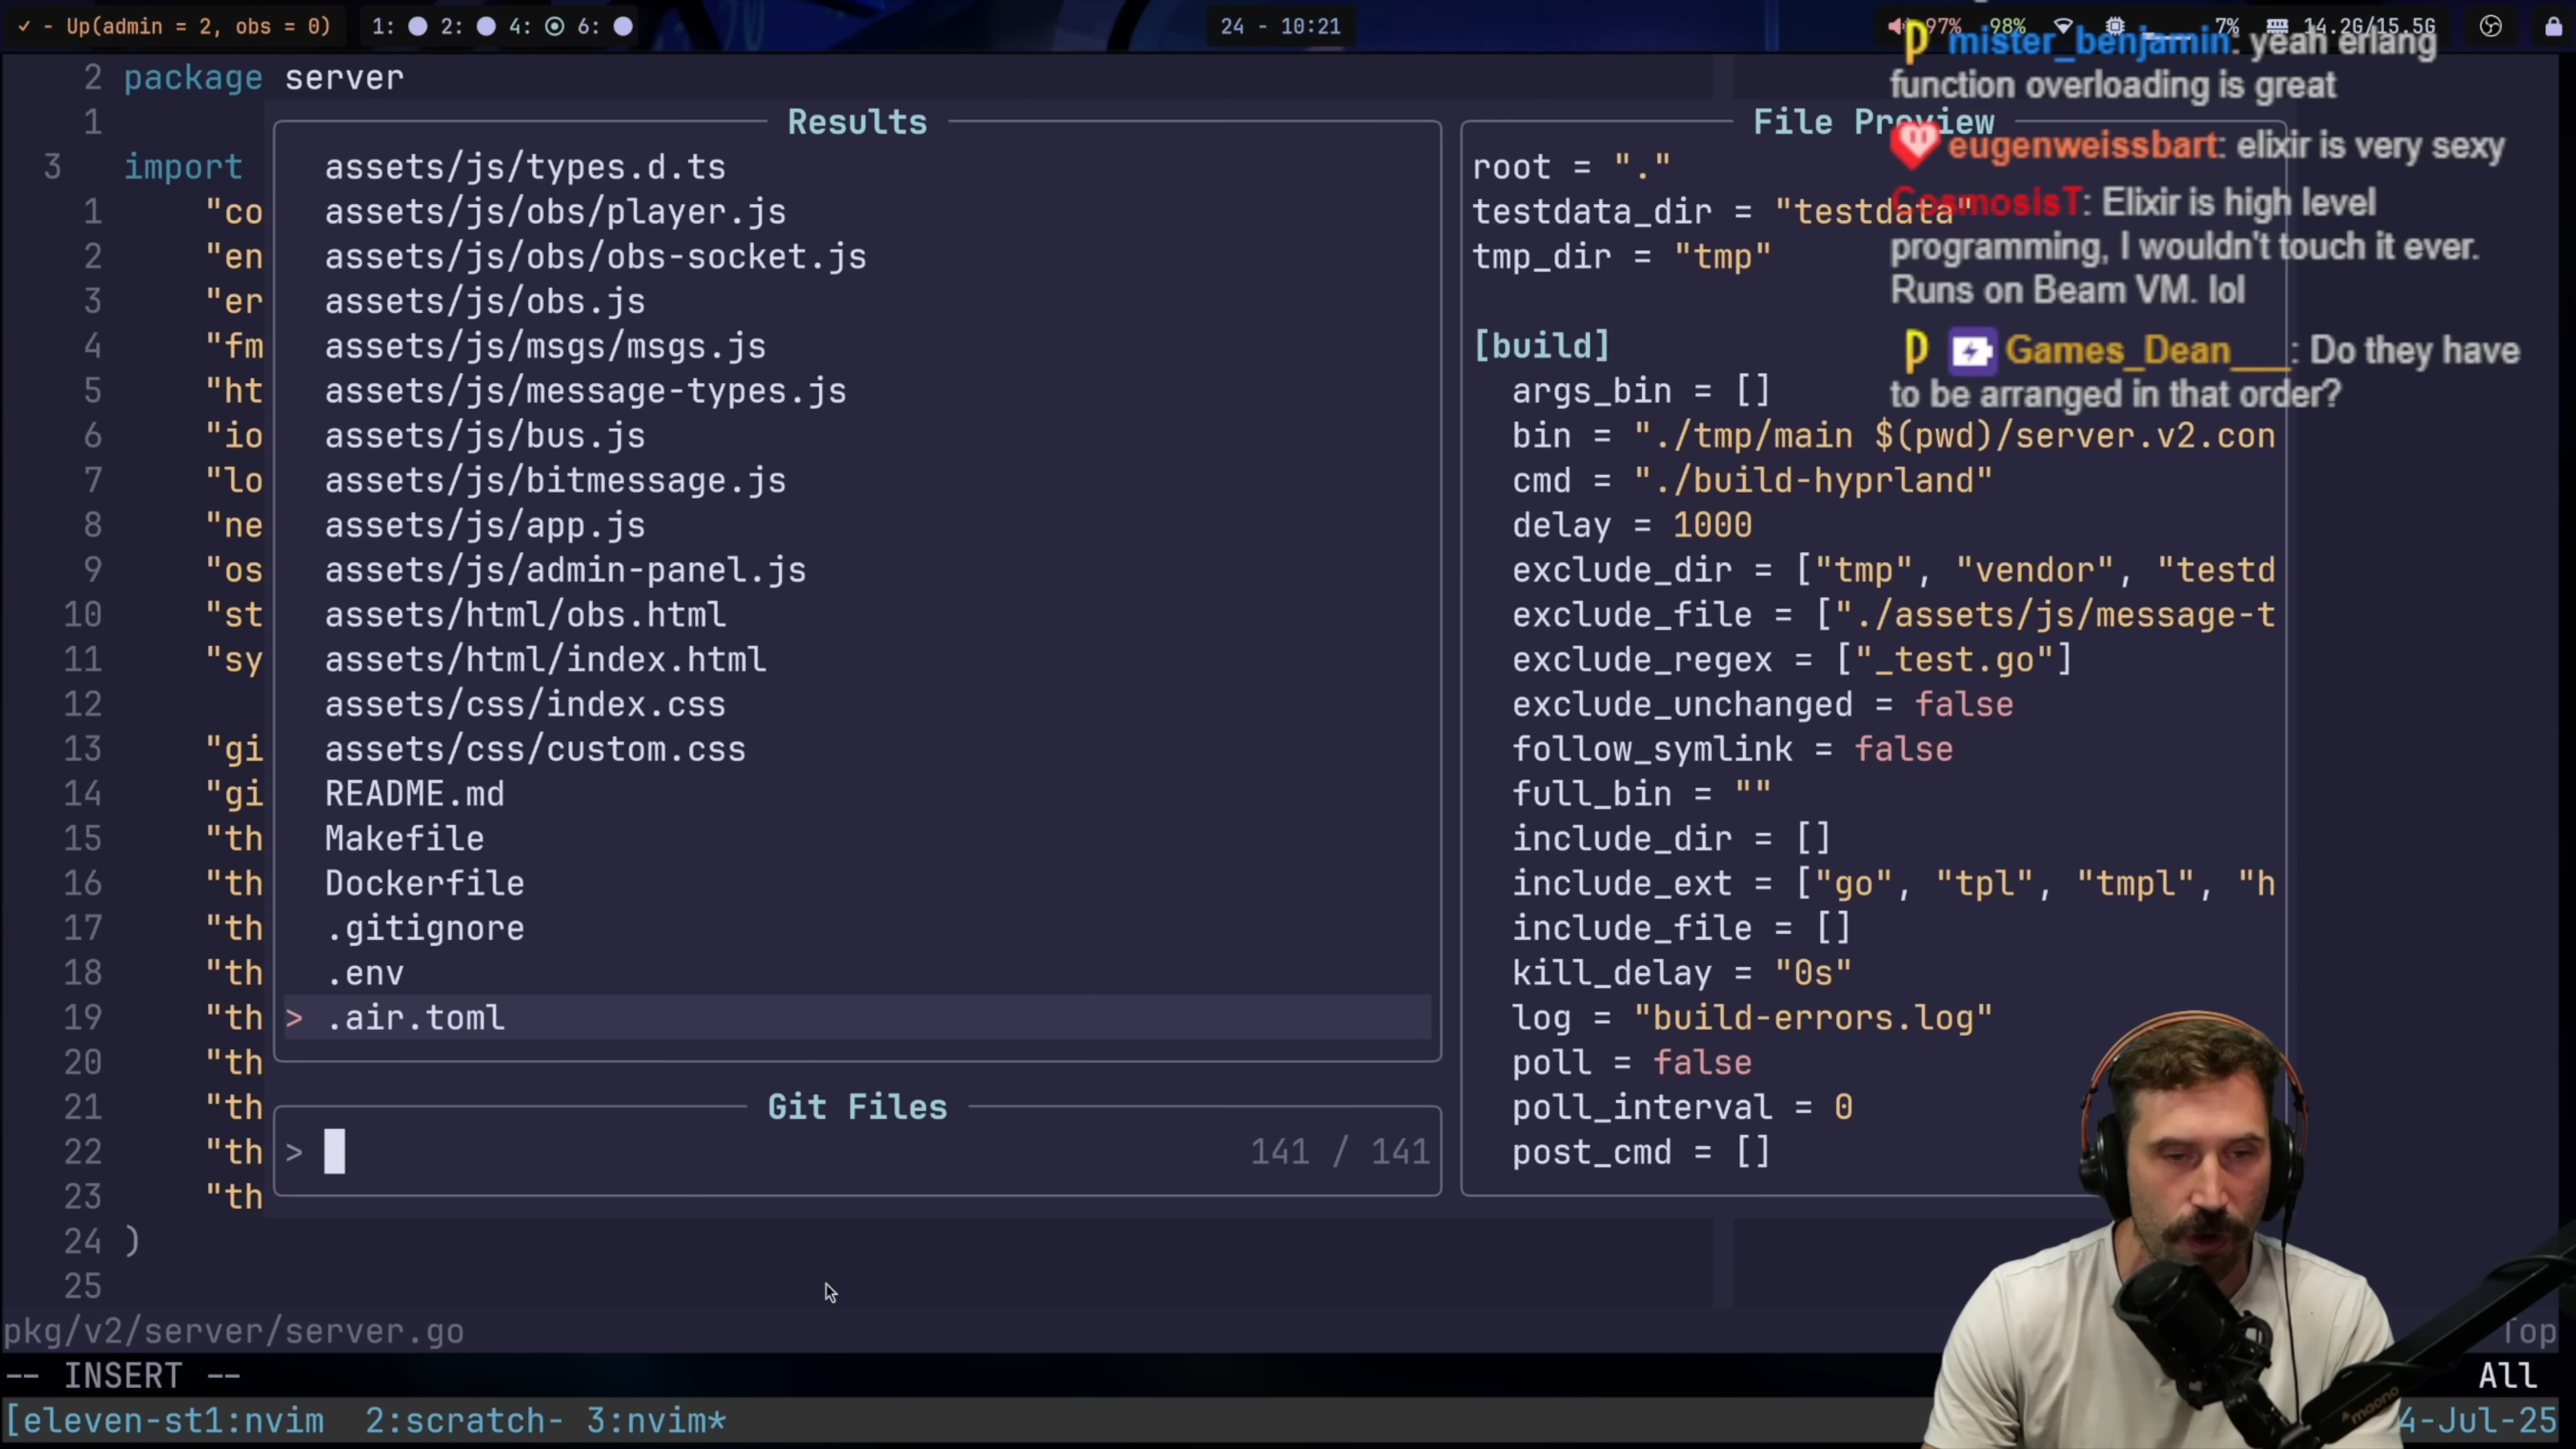 ✓ - Up(admin = 2, obs = 0) 1: 2: 4: 6: 24 - 10:21 97% 98% 7% 14.2G/15.5G
mister_benjamin: yeah erlang
function overloading is great
eugenweissbart: elixir is very sexy
CosmosisT: Elixir is high level
programming, I wouldn't touch it ever.
Runs on Beam VM. lol
Games_Dean___: Do they have
to be arranged in that order?
2 package server
1
3 import
1 "co
2 "en
3 "er
4 "fm
5 "ht
6 "io
7 "lo
8 "ne
9 "os
10 "st
11 "sy
12
13 "gi
14 "gi
15 "th
16 "th
17 "th
18 "th
19 "th
20 "th
21 "th
22 "th
23 "th
24 )
25
Results
assets/js/types.d.ts
assets/js/obs/player.js
assets/js/obs/obs-socket.js
assets/js/obs.js
assets/js/msgs/msgs.js
assets/js/message-types.js
assets/js/bus.js
assets/js/bitmessage.js
assets/js/app.js
assets/js/admin-panel.js
assets/html/obs.html
assets/html/index.html
assets/css/index.css
assets/css/custom.css
README.md
Makefile
Dockerfile
.gitignore
.env
> .air.toml
Git Files
> 141 / 141
File Preview
root = "."
testdata_dir = "testdata"
tmp_dir = "tmp"
[build]
args_bin = []
bin = "./tmp/main $(pwd)/server.v2.con
cmd = "./build-hyprland"
delay = 1000
exclude_dir = ["tmp", "vendor", "testd
exclude_file = ["./assets/js/message-t
exclude_regex = ["_test.go"]
exclude_unchanged = false
follow_symlink = false
full_bin = ""
include_dir = []
include_ext = ["go", "tpl", "tmpl", "h
include_file = []
kill_delay = "0s"
log = "build-errors.log"
poll = false
poll_interval = 0
post_cmd = []
pkg/v2/server/server.go Top
-- INSERT -- All
[eleven-st1:nvim 2:scratch- 3:nvim* 4-Jul-25
maono